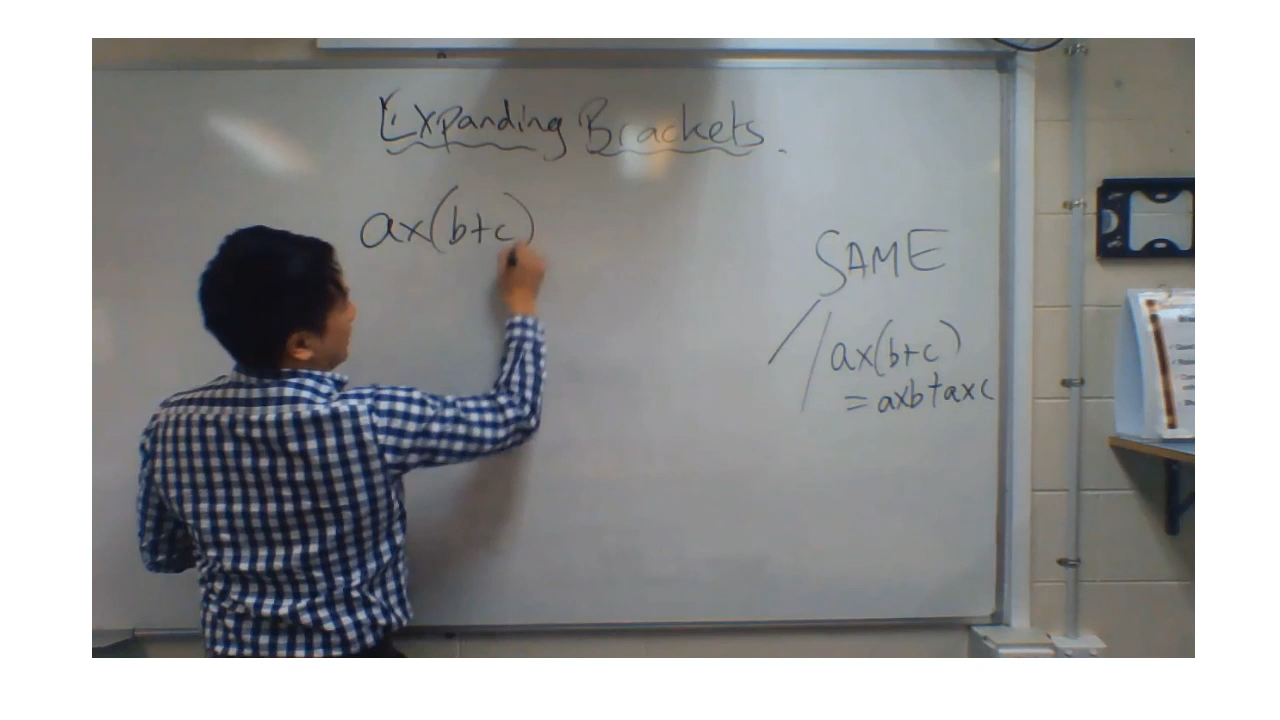 Expanding Brackets.
ax(b+c)
SAME
ax(b+c)
= axb+axc